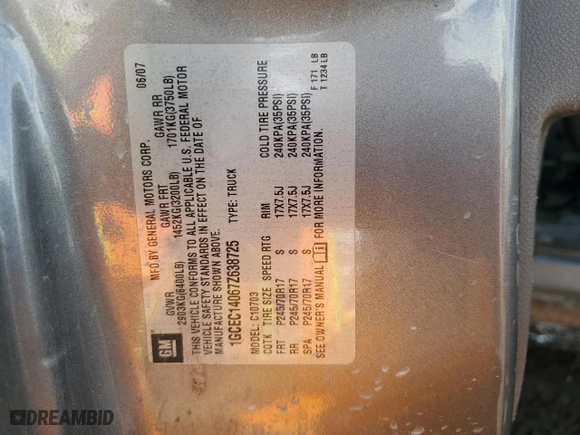 GM
MFD BY GENERAL MOTORS CORP. 06/07
GVWR GAWR FRT GAWR RR
2903KG(6400LB) 1452KG(3200LB) 1701KG(3750LB)
THIS VEHICLE CONFORMS TO ALL APPLICABLE U.S. FEDERAL MOTOR
VEHICLE SAFETY STANDARDS IN EFFECT ON THE DATE OF
MANUFACTURE SHOWN ABOVE.
1GCEC14067Z638725 TYPE: TRUCK
MODEL: C10703
CQTK TIRE SIZE SPEED RTG RIM COLD TIRE PRESSURE
FRT P245/70R17 S 17X7.5J 240KPA(35PSI)
RR P245/70R17 S 17X7.5J 240KPA(35PSI)
SPA P245/70R17 S 17X7.5J 240KPA(35PSI)
SEE OWNER'S MANUAL FOR MORE INFORMATION.
F 171 LB
T 1234 LB
DREAMBID